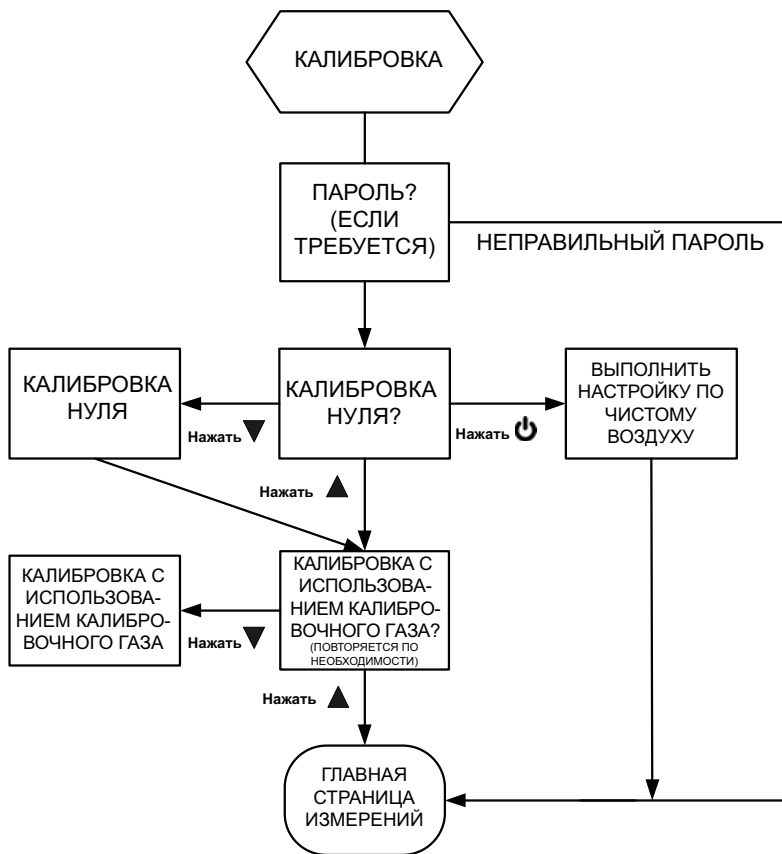 КАЛИБРОВКА
ПАРОЛЬ?
(ЕСЛИ
ТРЕБУЕТСЯ)
НЕПРАВИЛЬНЫЙ ПАРОЛЬ
КАЛИБРОВКА
НУЛЯ
Нажать
КАЛИБРОВКА
НУЛЯ?
Нажать
ВЫПОЛНИТЬ
НАСТРОЙКУ ПО
ЧИСТОМУ
ВОЗДУХУ
Нажать
КАЛИБРОВКА С
ИСПОЛЬЗОВА-
НИЕМ КАЛИБРО-
ВОЧНОГО ГАЗА
Нажать
КАЛИБРОВКА С
ИСПОЛЬЗОВА-
НИЕМ КАЛИБРО-
ВОЧНОГО ГАЗА?
(ПОВТОРЯЕТСЯ ПО
НЕОБХОДИМОСТИ)
Нажать
ГЛАВНАЯ
СТРАНИЦА
ИЗМЕРЕНИЙ